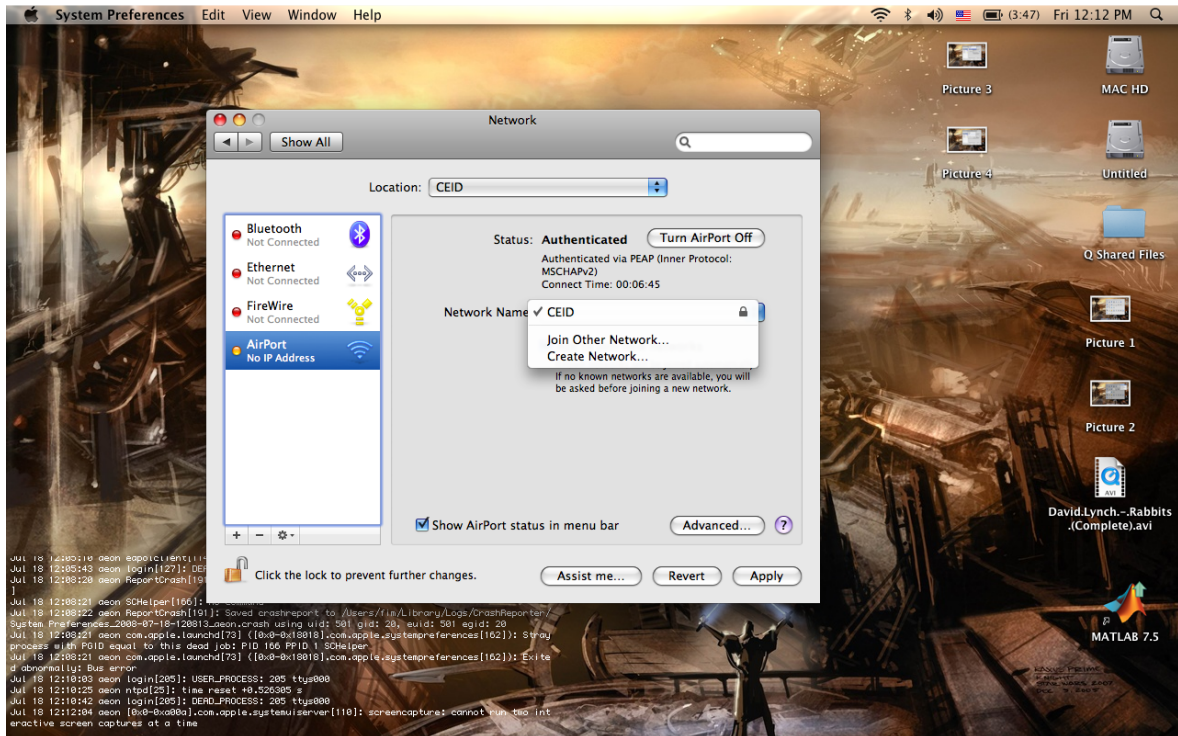 System Preferences Edit View Window Help
(3:47) Fri 12:12 PM
Network
Show All
Location: CEID
Bluetooth
Not Connected
Ethernet
Not Connected
FireWire
Not Connected
AirPort
No IP Address
Status: Authenticated
Turn AirPort Off
Authenticated via PEAP (Inner Protocol:
MSCHAPv2)
Connect Time: 00:06:45
Network Name
✓ CEID
Join Other Network...
Create Network...
If no known networks are available, you will
be asked before joining a new network.
Show AirPort status in menu bar
Advanced...
?
+ -
Click the lock to prevent further changes.
Assist me...
Revert
Apply
Picture 3
MAC HD
Picture 4
Untitled
Q Shared Files
Picture 1
Picture 2
AVI
David.Lynch.-.Rabbits
.(Complete).avi
MATLAB 7.5
Jul 18 12:05:16 aeon
Jul 18 12:05:43 aeon login[127]:
Jul 18 12:08:20 aeon ReportCrash[191
]
Jul 18 12:08:21 aeon SCHelper[166]:
Jul 18 12:08:22 aeon ReportCrash[191]: Saved crashreport to /Users/fim/Library/Logs/CrashReporter/
System Preferences_2008-07-18-120813_aeon.crash using uid: 501 gid: 20, euid: 501 egid: 20
Jul 18 12:08:21 aeon com.apple.launchd[73] ([0x0-0x18018].com.apple.systempreferences[162]): Stray
process with PGID equal to this dead job: PID 166 PPID 1 SCHelper
Jul 18 12:08:21 aeon com.apple.launchd[73] ([0x0-0x18018].com.apple.systempreferences[162]): Exite
d abnormally: Bus error
Jul 18 12:10:03 aeon login[205]: USER_PROCESS: 205 ttys000
Jul 18 12:10:25 aeon ntpd[25]: time reset +0.526305 s
Jul 18 12:10:42 aeon login[205]: DEAD_PROCESS: 205 ttys000
Jul 18 12:12:04 aeon [0x0-0xa00a].com.apple.systemuiserver[110]: screencapture: cannot run two int
eractive screen captures at a time